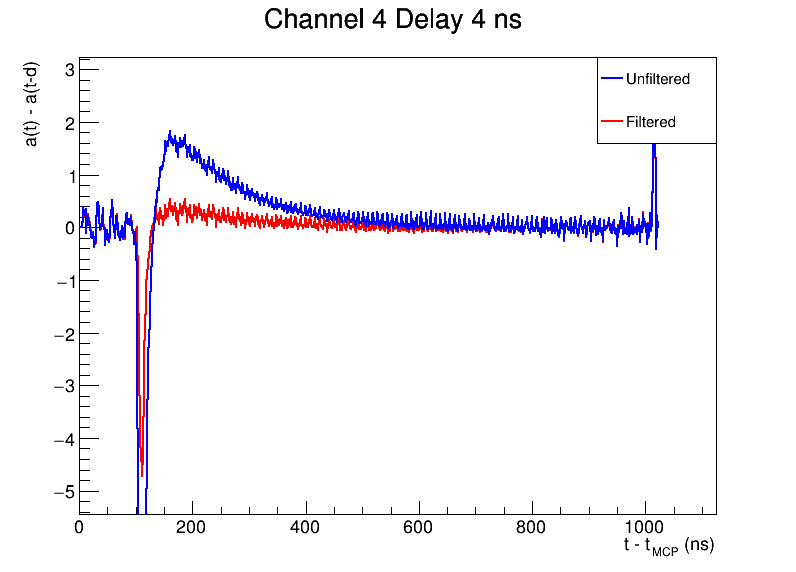 Channel 4 Delay 4 ns
a(t) - a(t-d)
3
2
1
0
−1
−2
−3
−4
−5
Unfiltered
Filtered
0 200 400 600 800 1000
t - tMCP (ns)